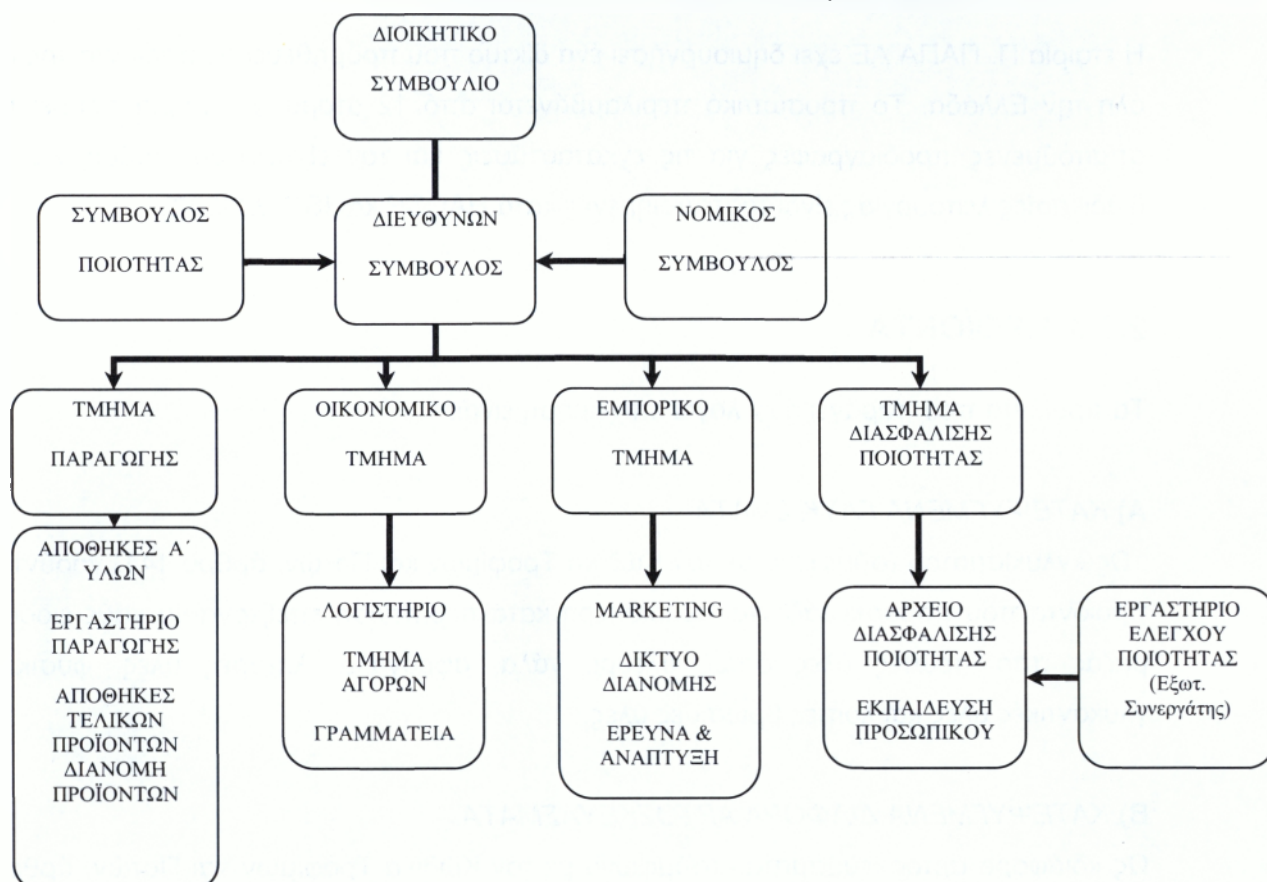 ΔΙΟΙΚΗΤΙΚΟ
ΣΥΜΒΟΥΛΙΟ
ΣΥΜΒΟΥΛΟΣ
ΠΟΙΟΤΗΤΑΣ
ΔΙΕΥΘΥΝΩΝ
ΣΥΜΒΟΥΛΟΣ
ΝΟΜΙΚΟΣ
ΣΥΜΒΟΥΛΟΣ
ΤΜΗΜΑ
ΠΑΡΑΓΩΓΗΣ
ΟΙΚΟΝΟΜΙΚΟ
ΤΜΗΜΑ
ΕΜΠΟΡΙΚΟ
ΤΜΗΜΑ
ΤΜΗΜΑ
ΔΙΑΣΦΑΛΙΣΗΣ
ΠΟΙΟΤΗΤΑΣ
ΑΠΟΘΗΚΕΣ Α΄
ΥΛΩΝ
ΕΡΓΑΣΤΗΡΙΟ
ΠΑΡΑΓΩΓΗΣ
ΑΠΟΘΗΚΕΣ
ΤΕΛΙΚΩΝ
ΠΡΟΪΟΝΤΩΝ
ΔΙΑΝΟΜΗ
ΠΡΟΪΟΝΤΩΝ
ΛΟΓΙΣΤΗΡΙΟ
ΤΜΗΜΑ
ΑΓΟΡΩΝ
ΓΡΑΜΜΑΤΕΙΑ
MARKETING
ΔΙΚΤΥΟ
ΔΙΑΝΟΜΗΣ
ΕΡΕΥΝΑ &
ΑΝΑΠΤΥΞΗ
ΑΡΧΕΙΟ
ΔΙΑΣΦΑΛΙΣΗΣ
ΠΟΙΟΤΗΤΑΣ
ΕΚΠΑΙΔΕΥΣΗ
ΠΡΟΣΩΠΙΚΟΥ
ΕΡΓΑΣΤΗΡΙΟ
ΕΛΕΓΧΟΥ
ΠΟΙΟΤΗΤΑΣ
(Εξωτ.
Συνεργάτης)